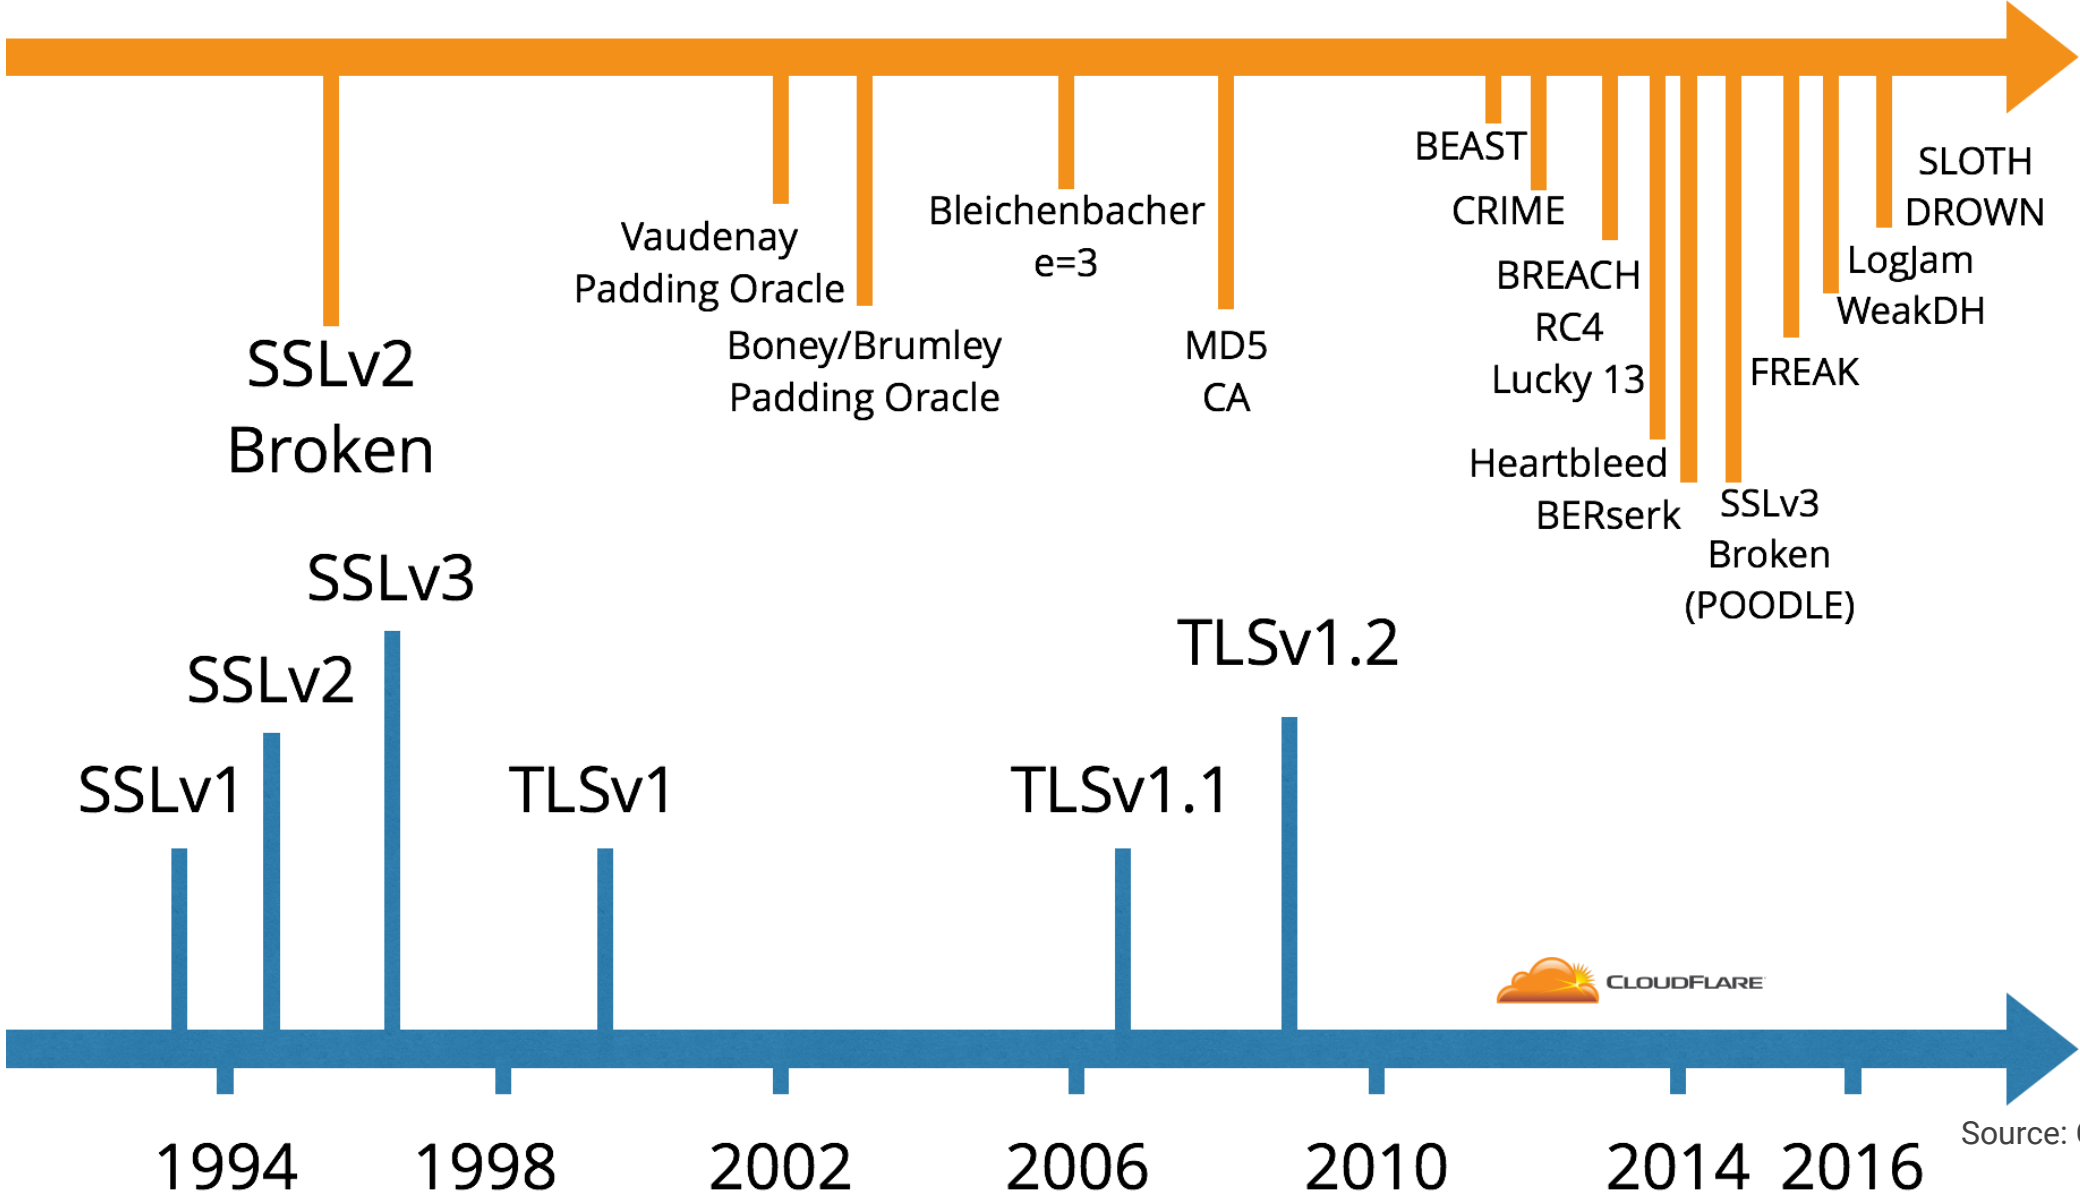 BEAST
SLOTH
DROWN
CRIME
Bleichenbacher
e=3
Vaudenay
Padding Oracle
LogJam
WeakDH
BREACH
RC4
Lucky 13
SSLv2
Broken
Boney/Brumley
Padding Oracle
MD5
CA
FREAK
Heartbleed
BERserk
SSLv3
Broken
(POODLE)
SSLv3
SSLv2
SSLv1
TLSv1
TLSv1.1
TLSv1.2
CLOUDFLARE
Source:
1994
1998
2002
2006
2010
2014
2016